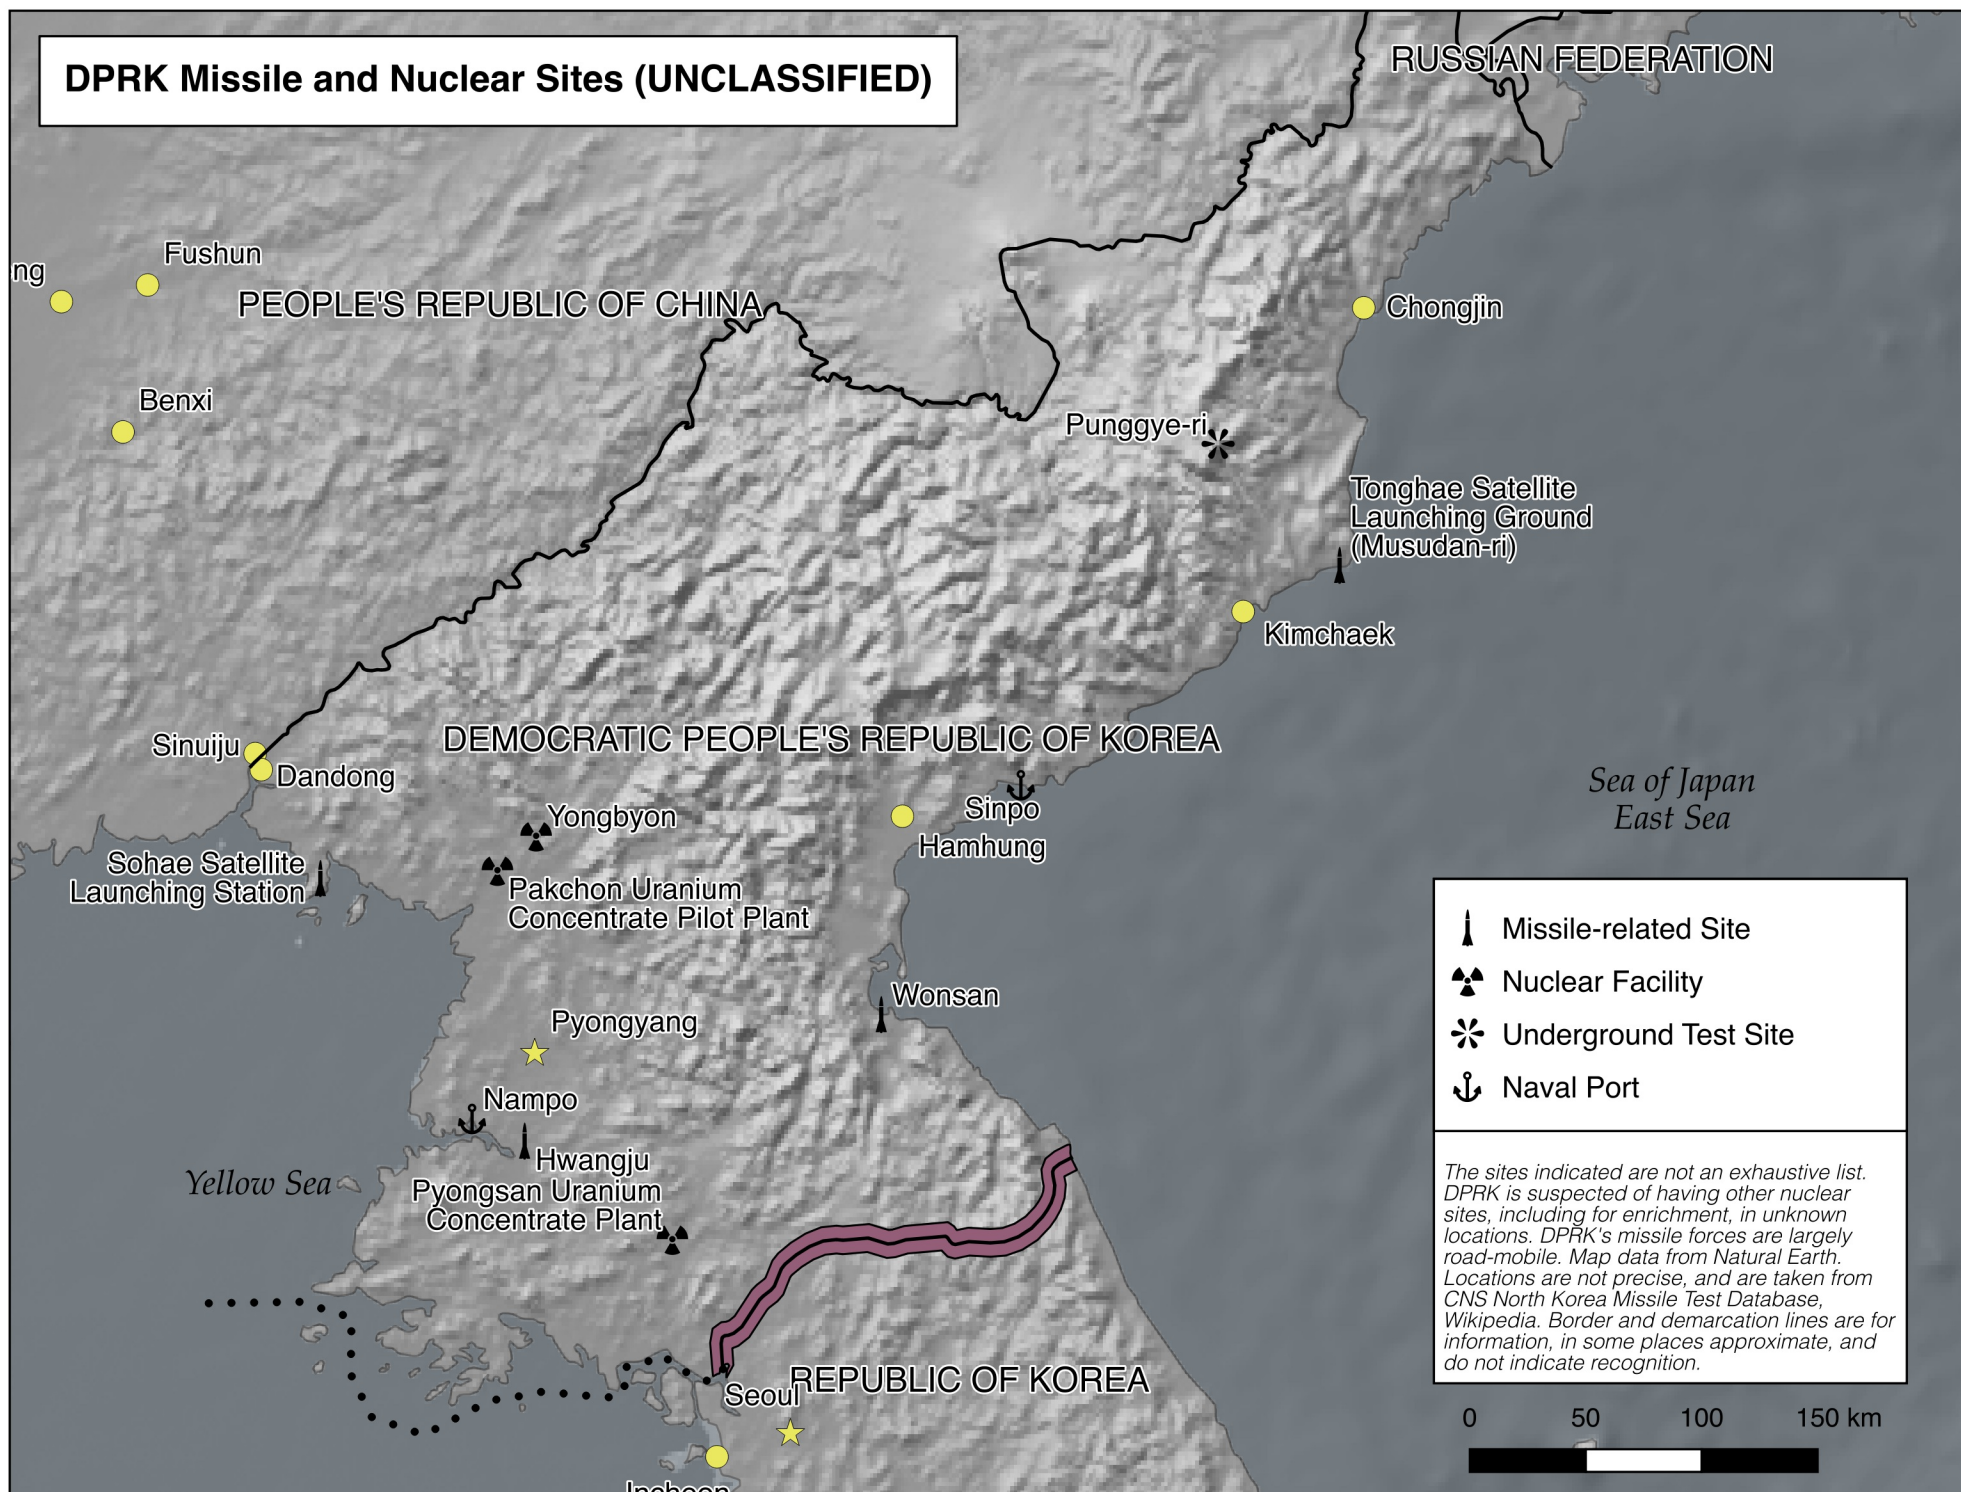 DPRK Missile and Nuclear Sites (UNCLASSIFIED)
RUSSIAN FEDERATION
Fushun
ng
PEOPLE'S REPUBLIC OF CHINA
Chongjin
Benxi
Punggye-ri
Tonghae Satellite
Launching Ground
(Musudan-ri)
Kimchaek
DEMOCRATIC PEOPLE'S REPUBLIC OF KOREA
Sinuiju
Dandong
Sea of Japan
East Sea
Sinpo
Yongbyon
Hamhung
Sohae Satellite
Launching Station
Pakchon Uranium
Concentrate Pilot Plant
Wonsan
Pyongyang
Nampo
Hwangju
Yellow Sea
Pyongsan Uranium
Concentrate Plant
REPUBLIC OF KOREA
Seoul
Incheon
Missile-related Site
Nuclear Facility
Underground Test Site
Naval Port
The sites indicated are not an exhaustive list.
DPRK is suspected of having other nuclear
sites, including for enrichment, in unknown
locations. DPRK's missile forces are largely
road-mobile. Map data from Natural Earth.
Locations are not precise, and are taken from
CNS North Korea Missile Test Database,
Wikipedia. Border and demarcation lines are for
information, in some places approximate, and
do not indicate recognition.
0 50 100 150 km